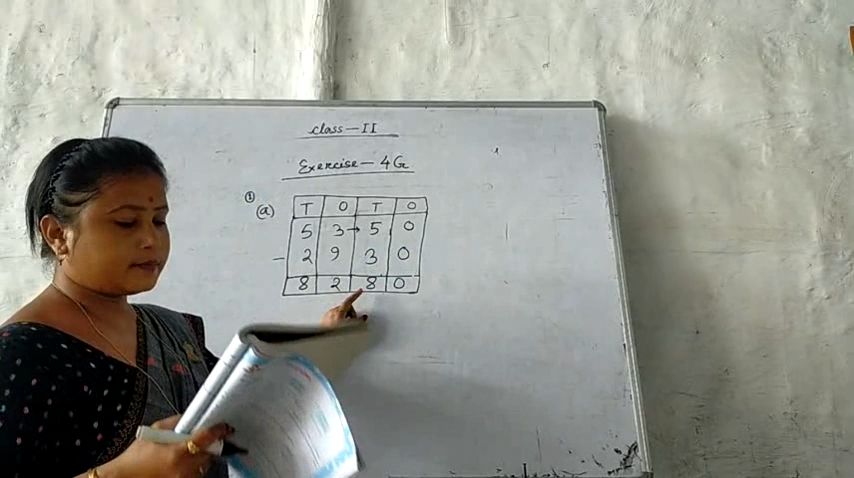 class-II
Exercise - 4G
① (a) T O T O
5 3 → 5 0
- 2 9 3 0
8 2 8 0